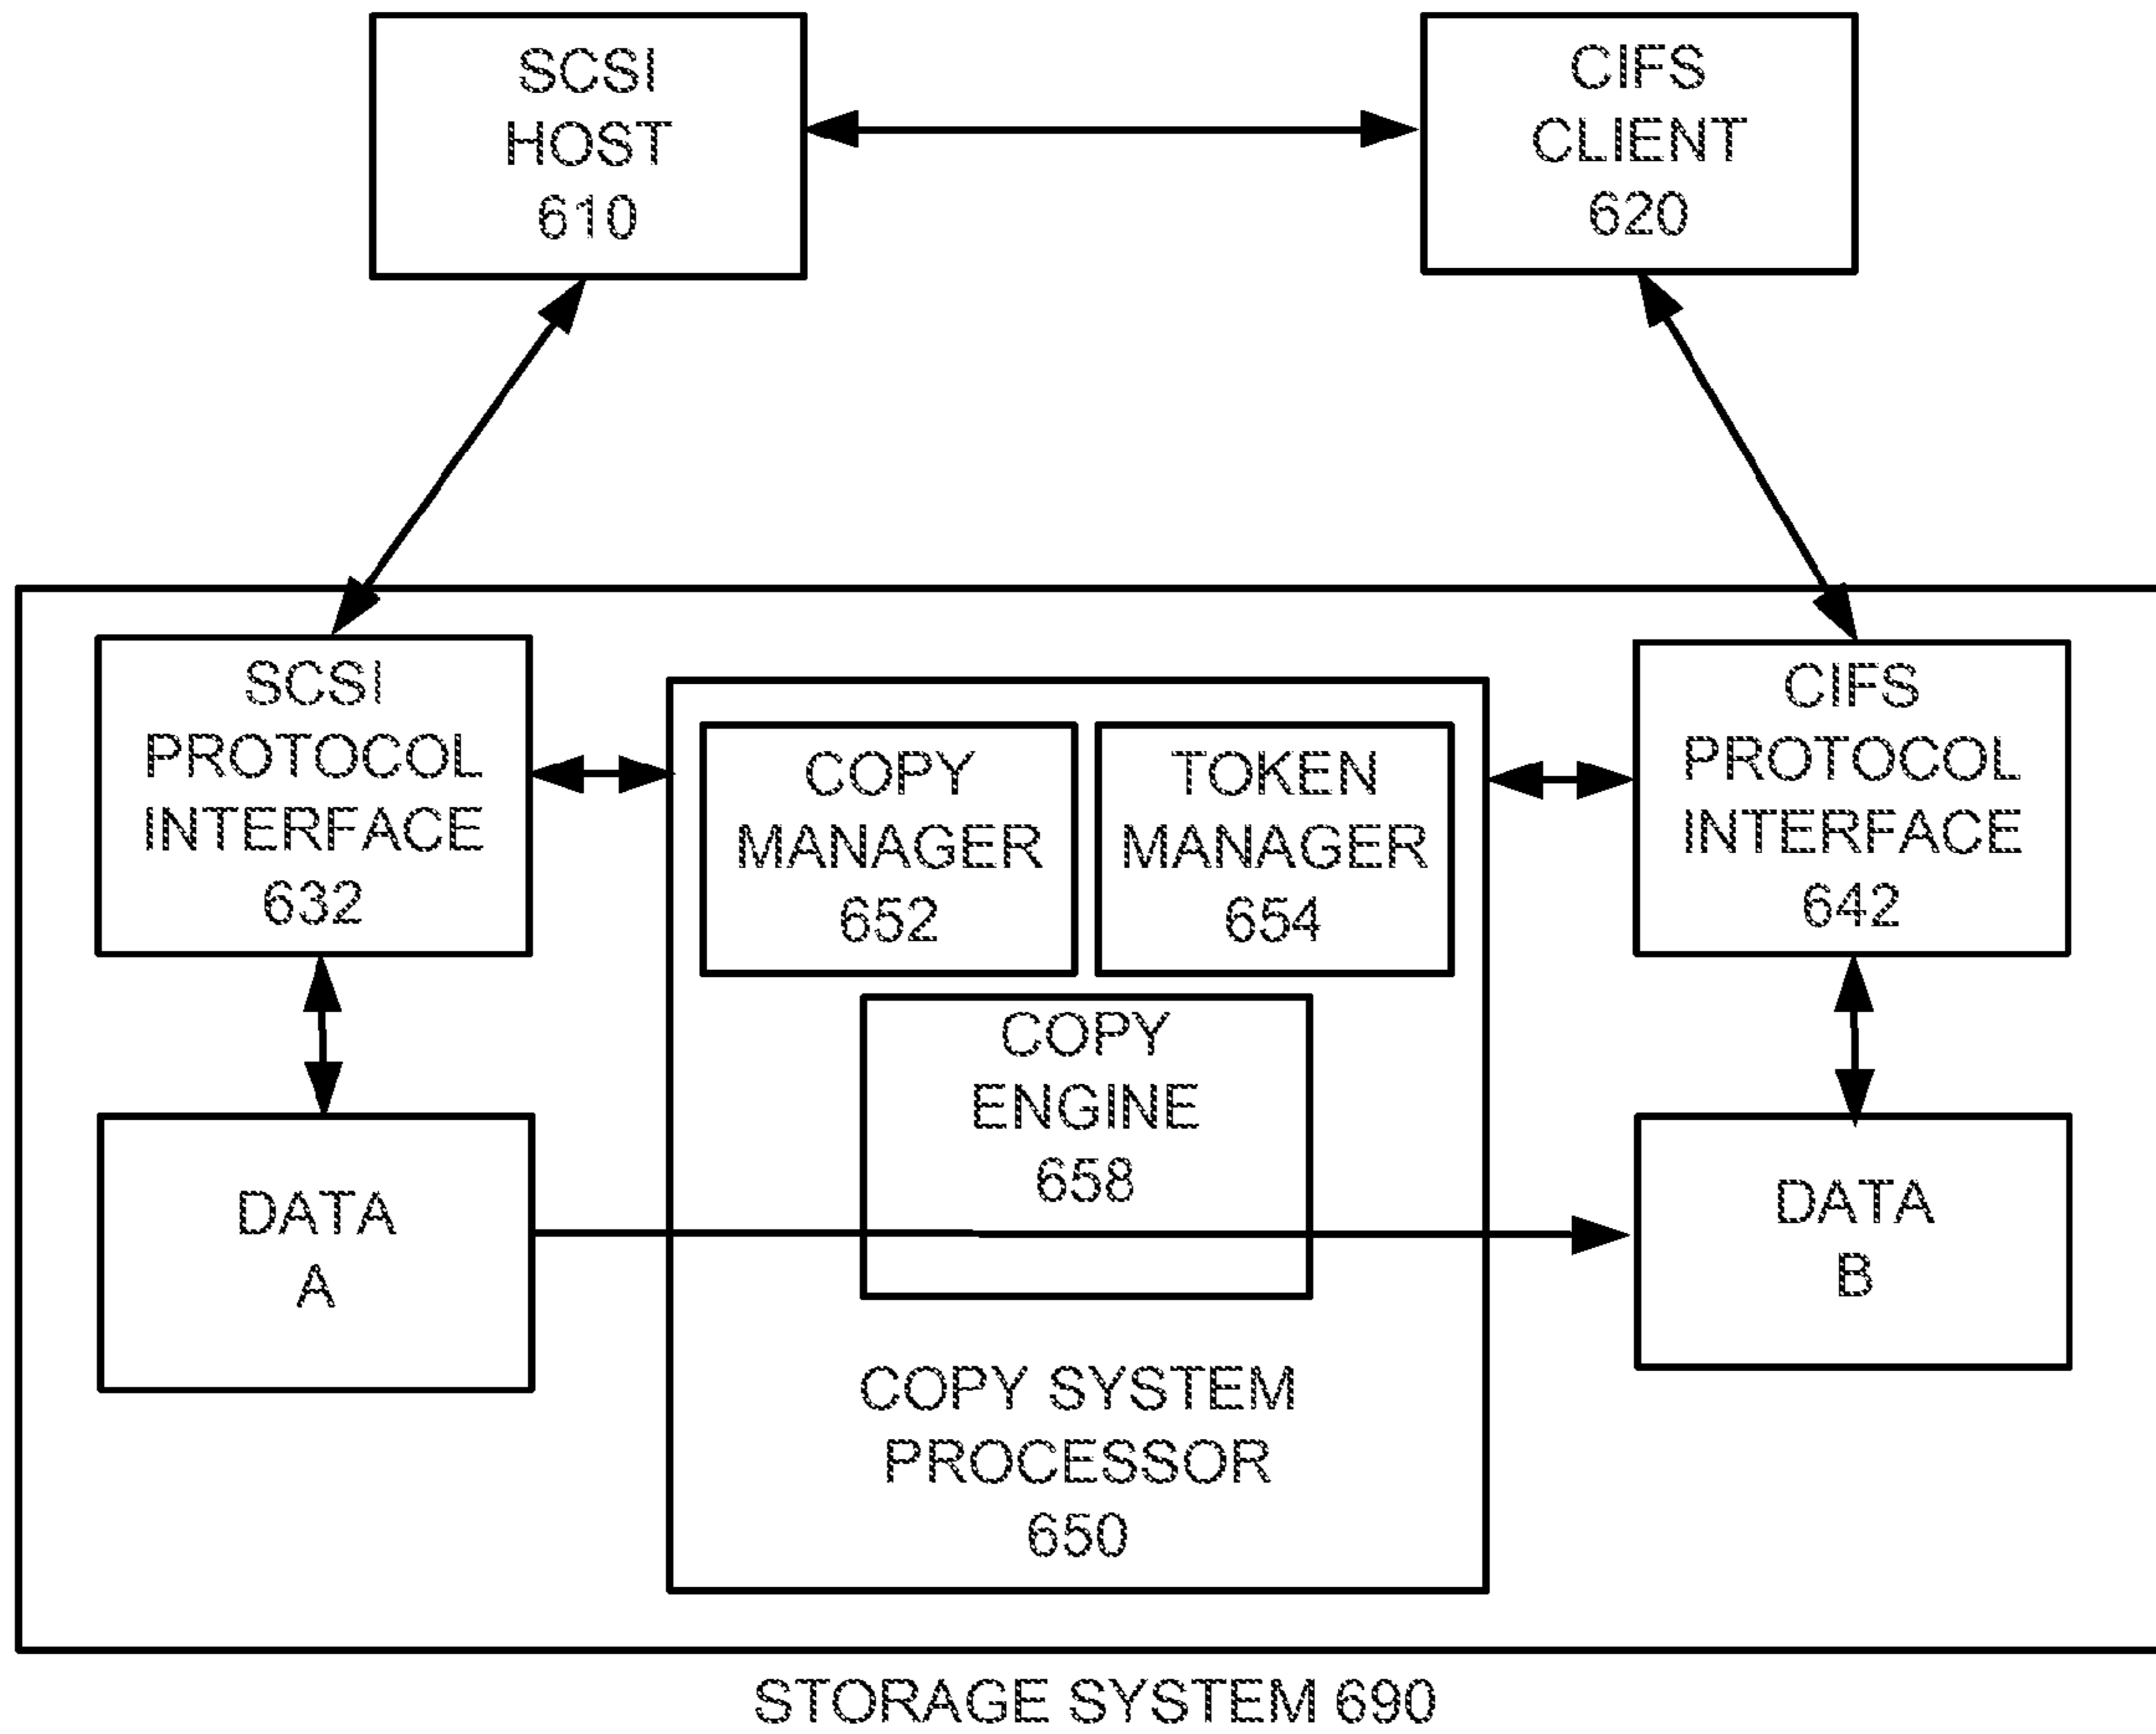 SCSI
HOST
610
CIFS
CLIENT
620
SCSI
PROTOCOL
INTERFACE
632
COPY
MANAGER
652
TOKEN
MANAGER
654
CIFS
PROTOCOL
INTERFACE
642
COPY
ENGINE
658
DATA
A
DATA
B
COPY SYSTEM
PROCESSOR
650
STORAGE SYSTEM 690